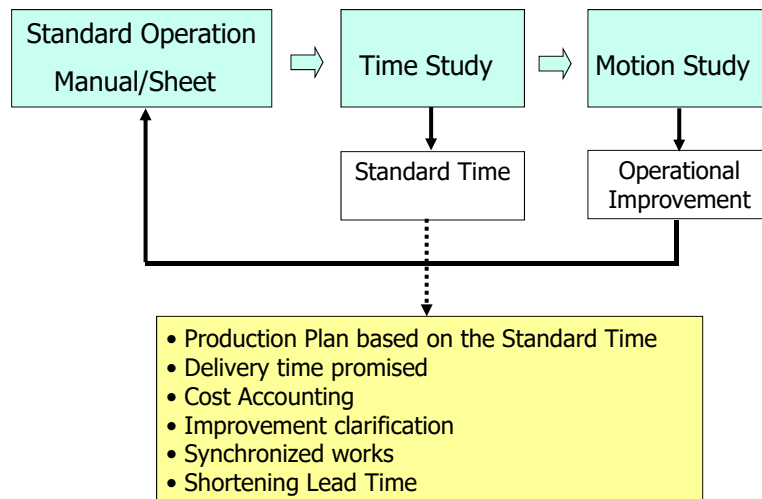 Standard Operation
Manual/Sheet
Time Study
Motion Study
Standard Time
Operational
Improvement
• Production Plan based on the Standard Time
• Delivery time promised
• Cost Accounting
• Improvement clarification
• Synchronized works
• Shortening Lead Time